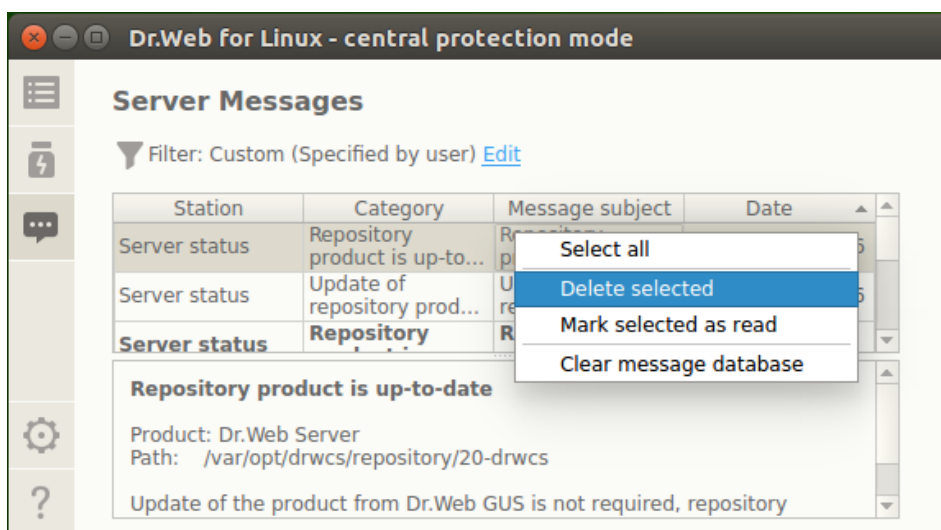 Dr.Web for Linux - central protection mode
Server Messages
Filter: Custom (Specified by user) Edit
Station Category Message subject Date
Server status Repository product is up-to...
Server status Update of repository prod...
Server status Repository
Select all
Delete selected
Mark selected as read
Clear message database
Repository product is up-to-date
Product: Dr.Web Server
Path: /var/opt/drwcs/repository/20-drwcs
Update of the product from Dr.Web GUS is not required, repository